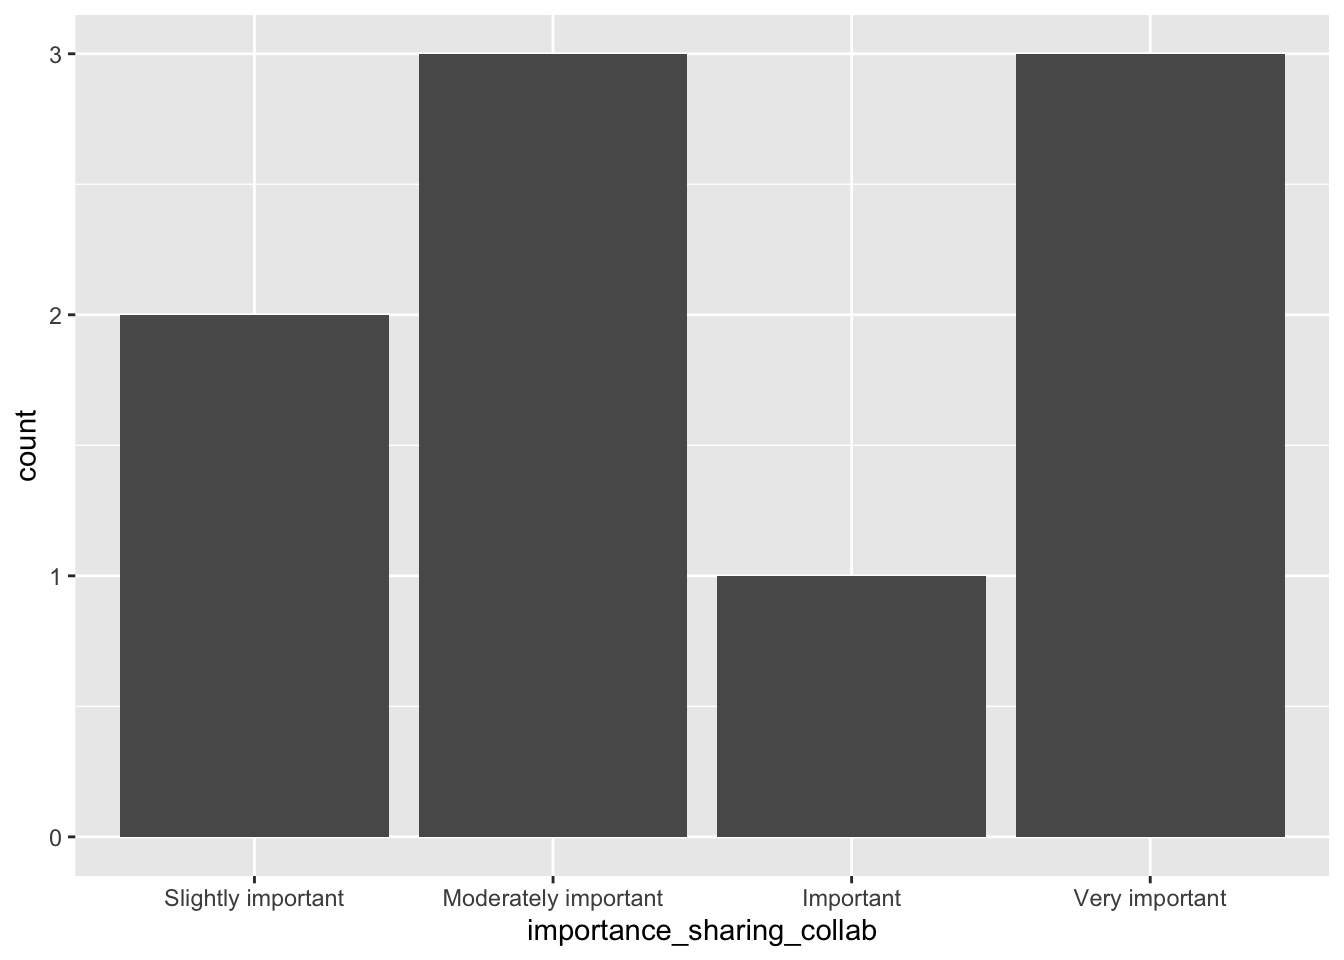 3
2
1
0
count
Slightly important
Moderately important
Important
Very important
importance_sharing_collab